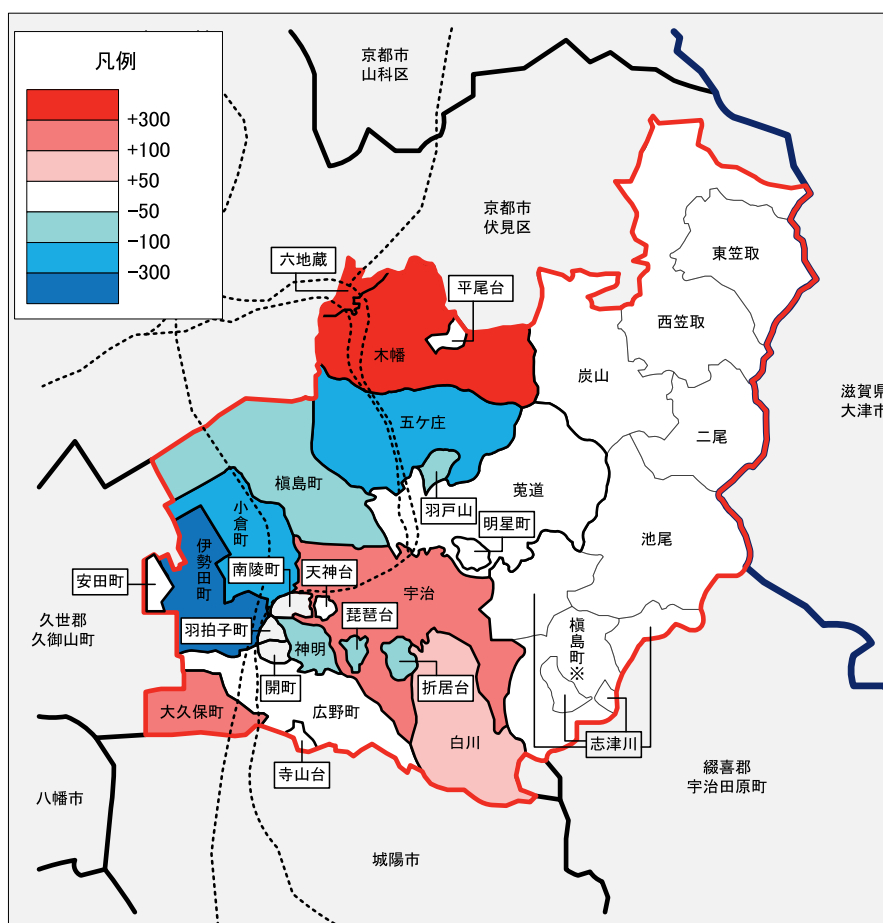 凡例
+300
+100
+50
-50
-100
-300
京都市
山科区
京都市
伏見区
六地蔵
平尾台
木幡
東笠取
西笠取
炭山
滋賀県
大津市
二尾
五ケ庄
槇島町
羽戸山
莵道
明星町
池尾
小倉町
伊勢田町
南陵町
天神台
宇治
安田町
久世郡
久御山町
羽拍子町
琵琶台
神明
槇島町※
開町
折居台
大久保町
広野町
白川
志津川
寺山台
綴喜郡
宇治田原町
八幡市
城陽市